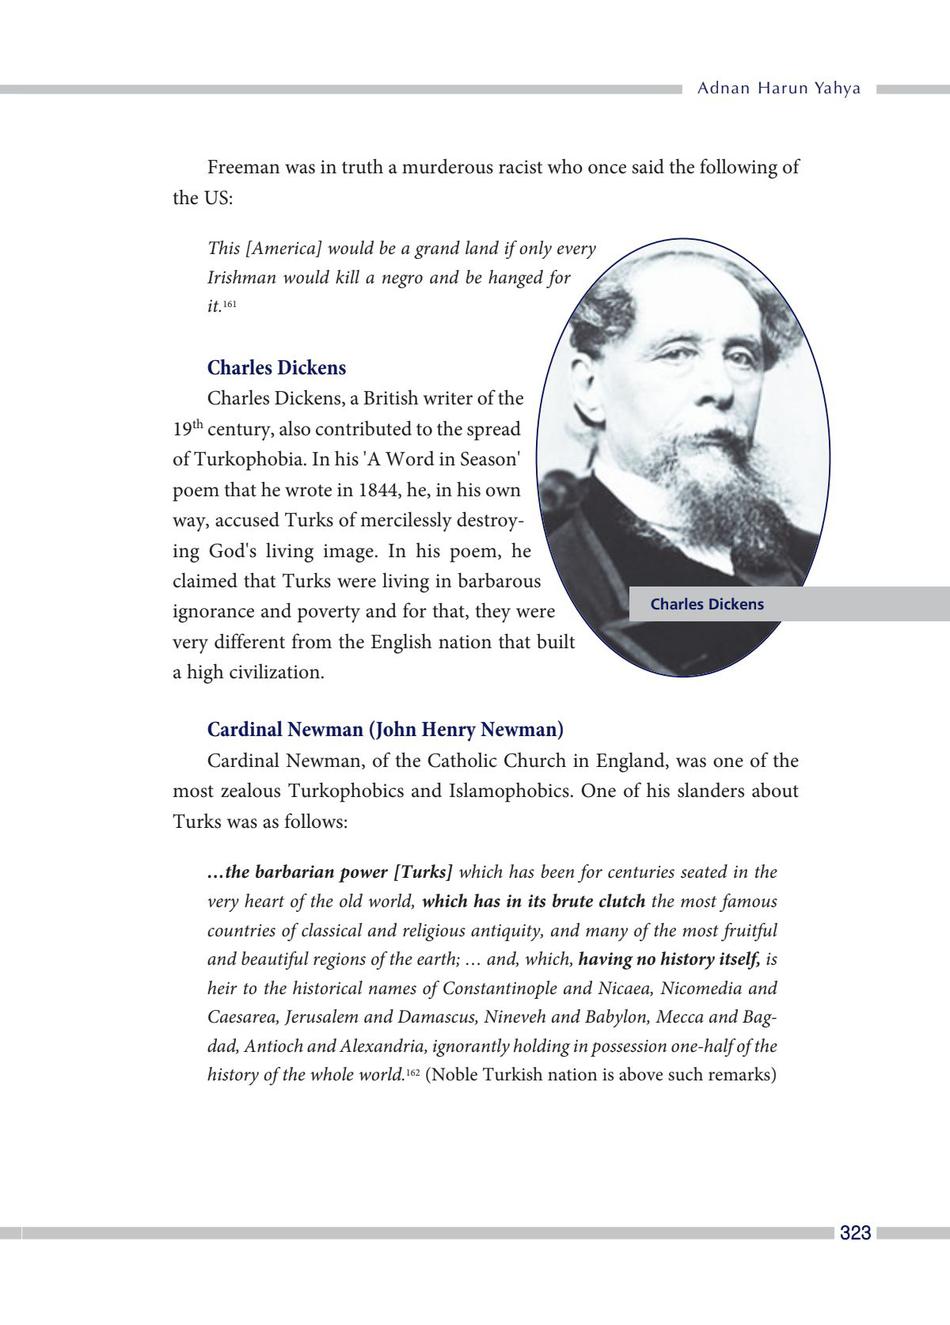 Adnan Harun Yahya
Freeman was in truth a murderous racist who once said the following of
the US:
This [America] would be a grand land if only every
Irishman would kill a negro and be hanged for
it.161
Charles Dickens
Charles Dickens, a British writer of the
19th century, also contributed to the spread
of Turkophobia. In his 'A Word in Season'
poem that he wrote in 1844, he, in his own
way, accused Turks of mercilessly destroy-
ing God's living image. In his poem, he
claimed that Turks were living in barbarous
ignorance and poverty and for that, they were
very different from the English nation that built
a high civilization.
Charles Dickens
Cardinal Newman (John Henry Newman)
Cardinal Newman, of the Catholic Church in England, was one of the
most zealous Turkophobics and Islamophobics. One of his slanders about
Turks was as follows:
…the barbarian power [Turks] which has been for centuries seated in the
very heart of the old world, which has in its brute clutch the most famous
countries of classical and religious antiquity, and many of the most fruitful
and beautiful regions of the earth; … and, which, having no history itself, is
heir to the historical names of Constantinople and Nicaea, Nicomedia and
Caesarea, Jerusalem and Damascus, Nineveh and Babylon, Mecca and Bag-
dad, Antioch and Alexandria, ignorantly holding in possession one-half of the
history of the whole world.162 (Noble Turkish nation is above such remarks)
323